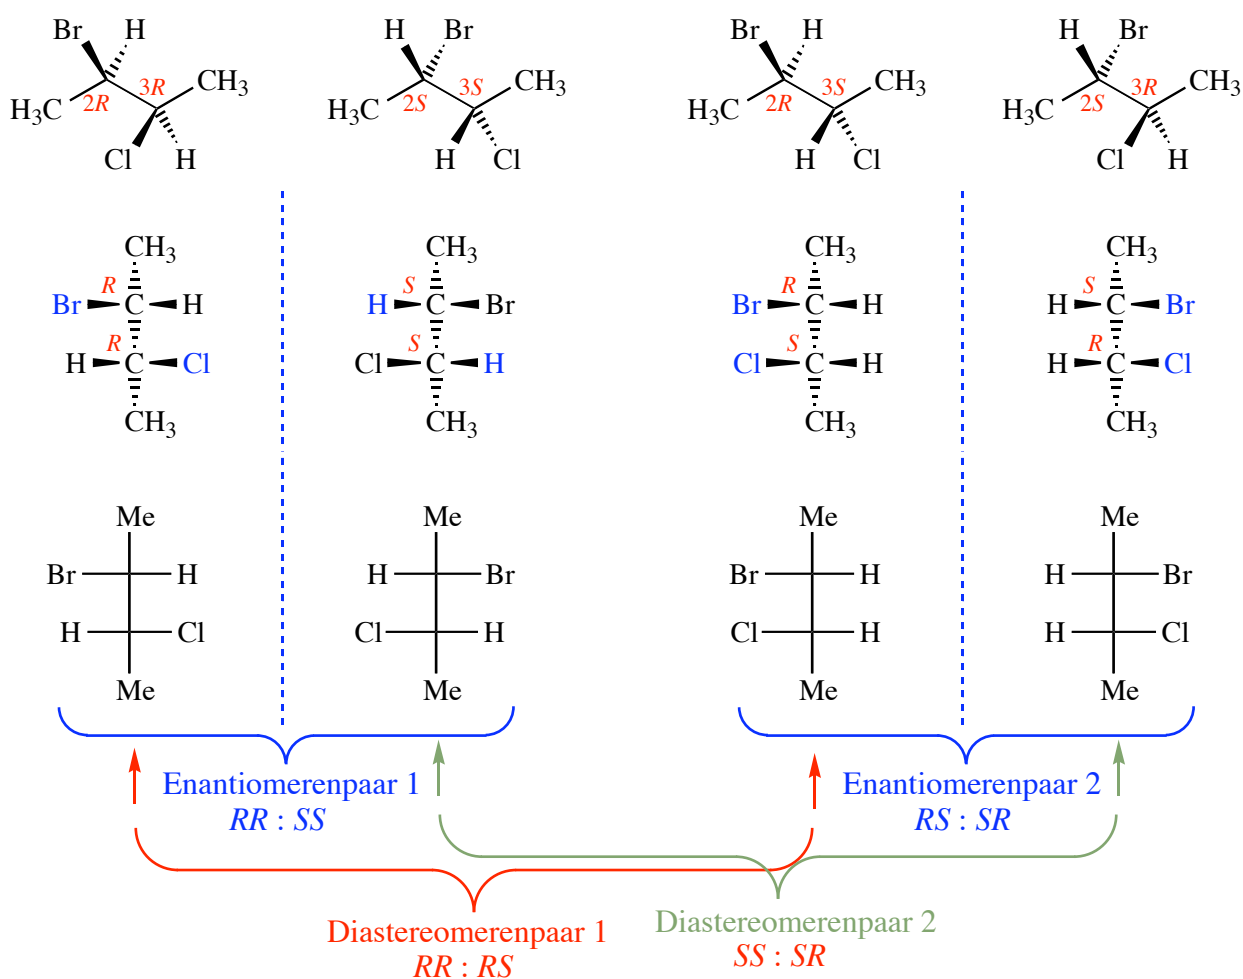 Br H H Br Br H H Br
3R CH3 3S CH3 3S CH3 3R CH3
H3C 2R H3C 2S H3C 2R H3C 2S
Cl H H Cl H Cl Cl H
CH3 CH3 CH3 CH3
R S R S
Br C H H C Br Br C H H C Br
R S S R
H C Cl Cl C H Cl C H H C Cl
CH3 CH3 CH3 CH3
Me Me Me Me
Br H H Br Br H H Br
H Cl Cl H Cl H H Cl
Me Me Me Me
Enantiomerenpaar 1
RR : SS
Enantiomerenpaar 2
RS : SR
Diastereomerenpaar 1
RR : RS
Diastereomerenpaar 2
SS : SR